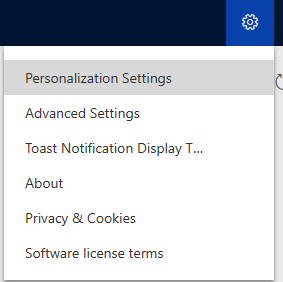 Personalization Settings
Advanced Settings
Toast Notification Display T...
About
Privacy & Cookies
Software license terms